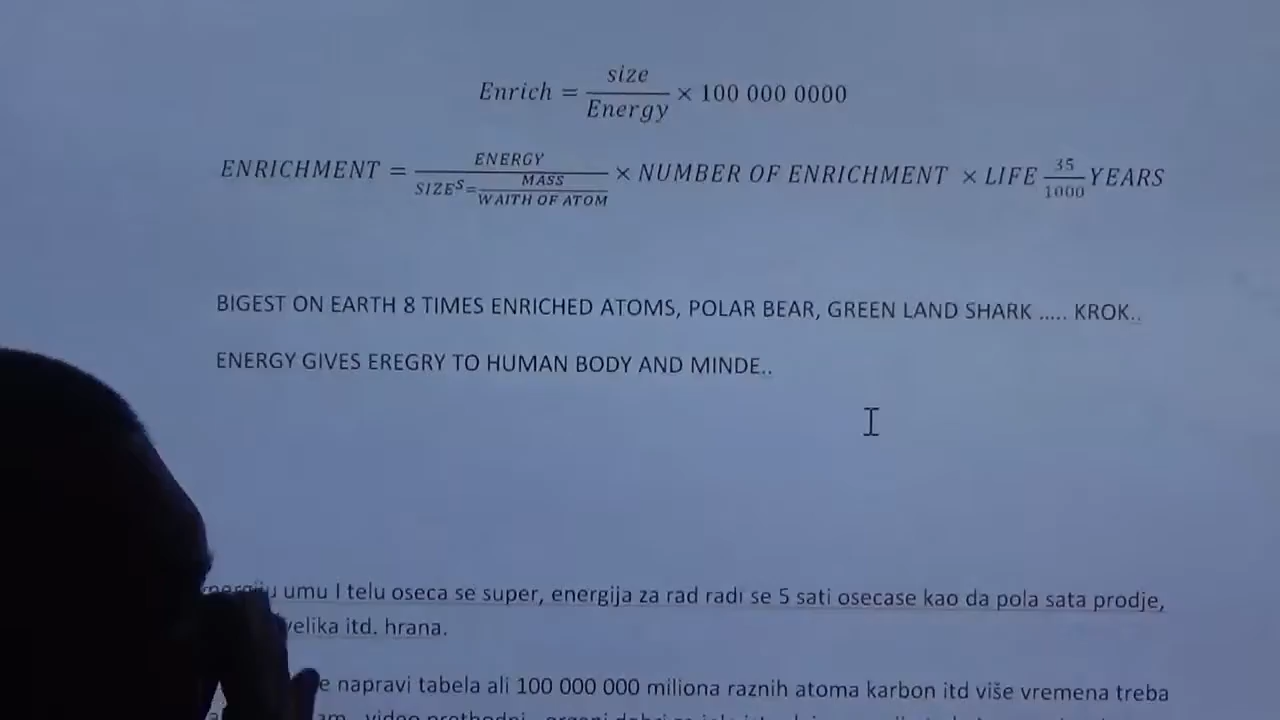 Enrich = size / Energy × 100 000 0000
ENRICHMENT = ENERGY / SIZE^S = MASS / WAITH OF ATOM × NUMBER OF ENRICHMENT × LIFE 35/1000 YEARS
BIGEST ON EARTH 8 TIMES ENRICHED ATOMS, POLAR BEAR, GREEN LAND SHARK ..... KROK..
ENERGY GIVES EREGRY TO HUMAN BODY AND MINDE..
umu I telu oseca se super, energija za rad radi se 5 sati osecase kao da pola sata prodje,
velika itd. hrana.
napravi tabela ali 100 000 000 miliona raznih atoma karbon itd više vremena treba